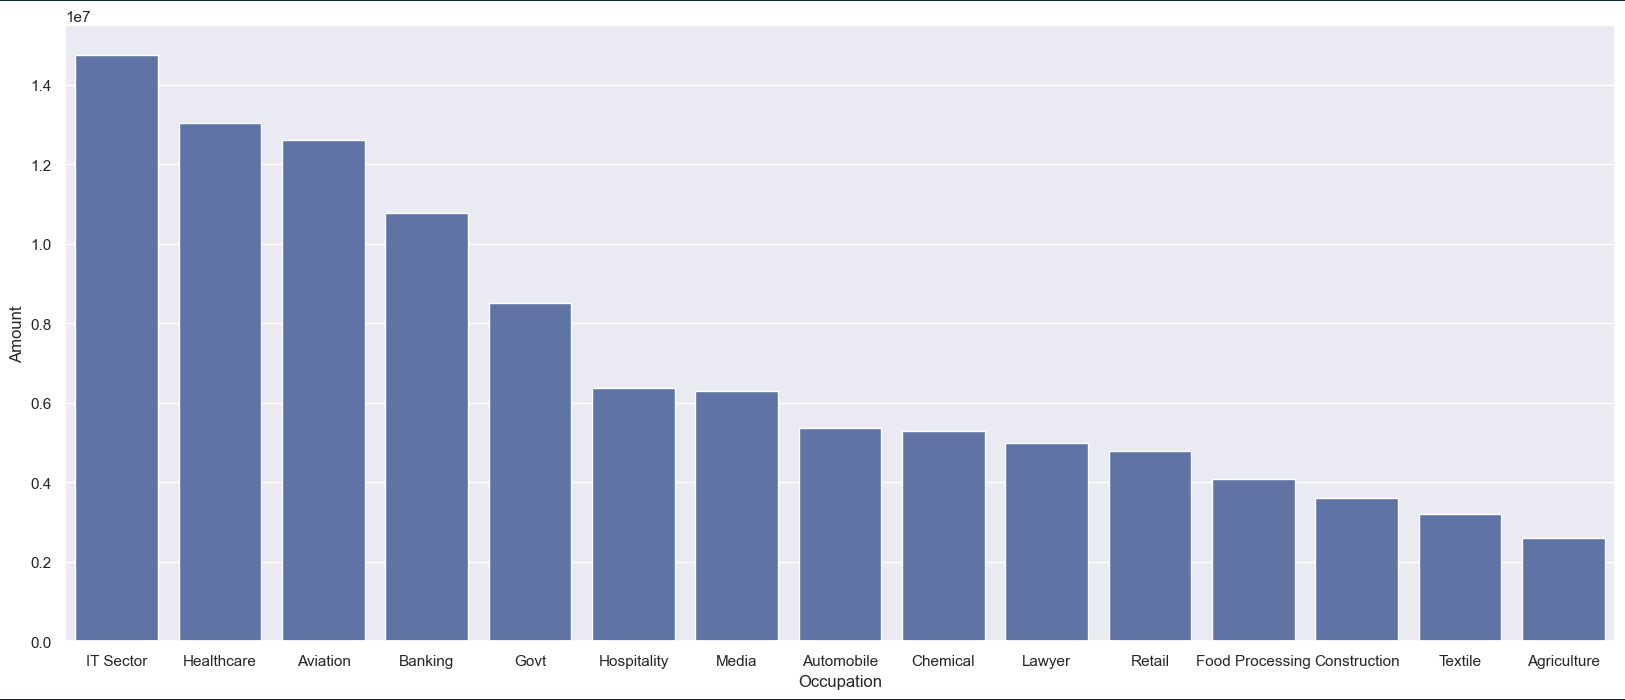 1e7
1.4
1.2
1.0
0.8
0.6
0.4
0.2
0.0
Amount
IT Sector Healthcare Aviation Banking Govt Hospitality Media Automobile Chemical Lawyer Retail Food Processing Construction Textile Agriculture
Occupation